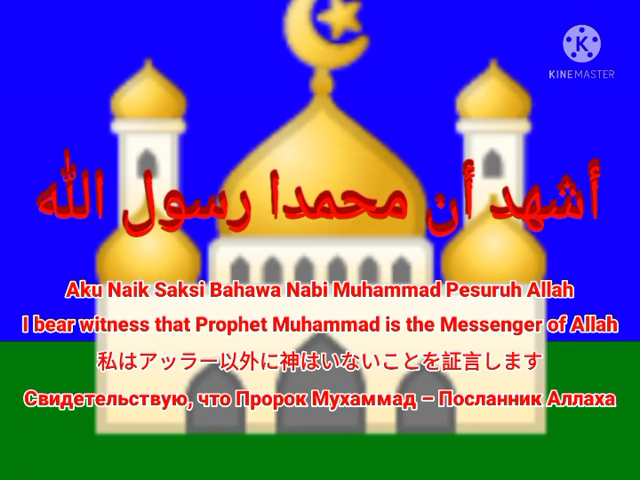 KINEMASTER
أشهد أن محمدا رسول الله
Aku Naik Saksi Bahawa Nabi Muhammad Pesuruh Allah
I bear witness that Prophet Muhammad is the Messenger of Allah
私はアッラー以外に神はいないことを証言します
Свидетельствую, что Пророк Мухаммад – Посланник Аллаха